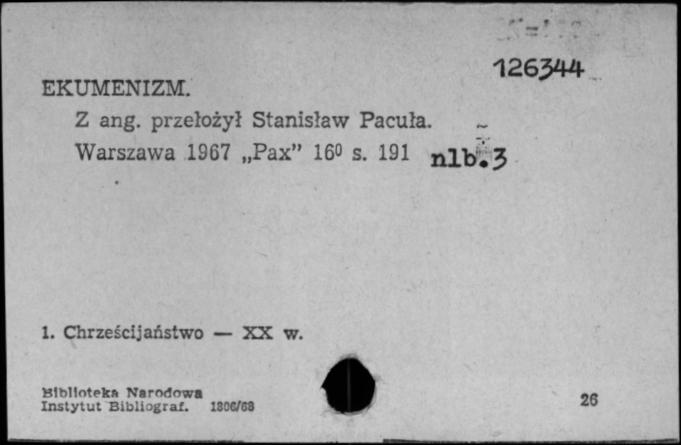 126344
EKUMENIZM.
Z ang. przełożył Stanisław Pacuła.
Warszawa 1967 „Pax” 16⁰ s. 191 nlb.3
1. Chrześcijaństwo — XX w.
Biblioteka Narodowa
Instytut Bibliograf. 1806/68 26